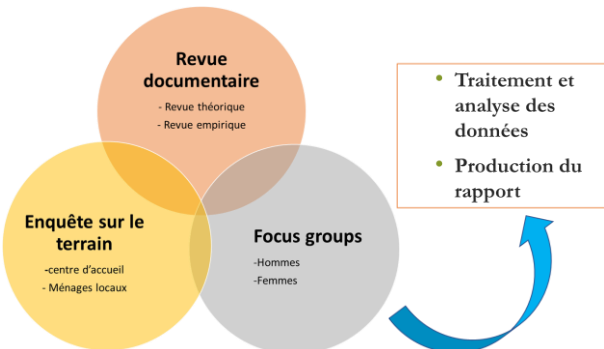 Revue
documentaire
- Revue théorique
- Revue empirique
Enquête sur le
terrain
-centre d'accueil
- Ménages locaux
Focus groups
-Hommes
-Femmes
• Traitement et
analyse des
données
• Production du
rapport